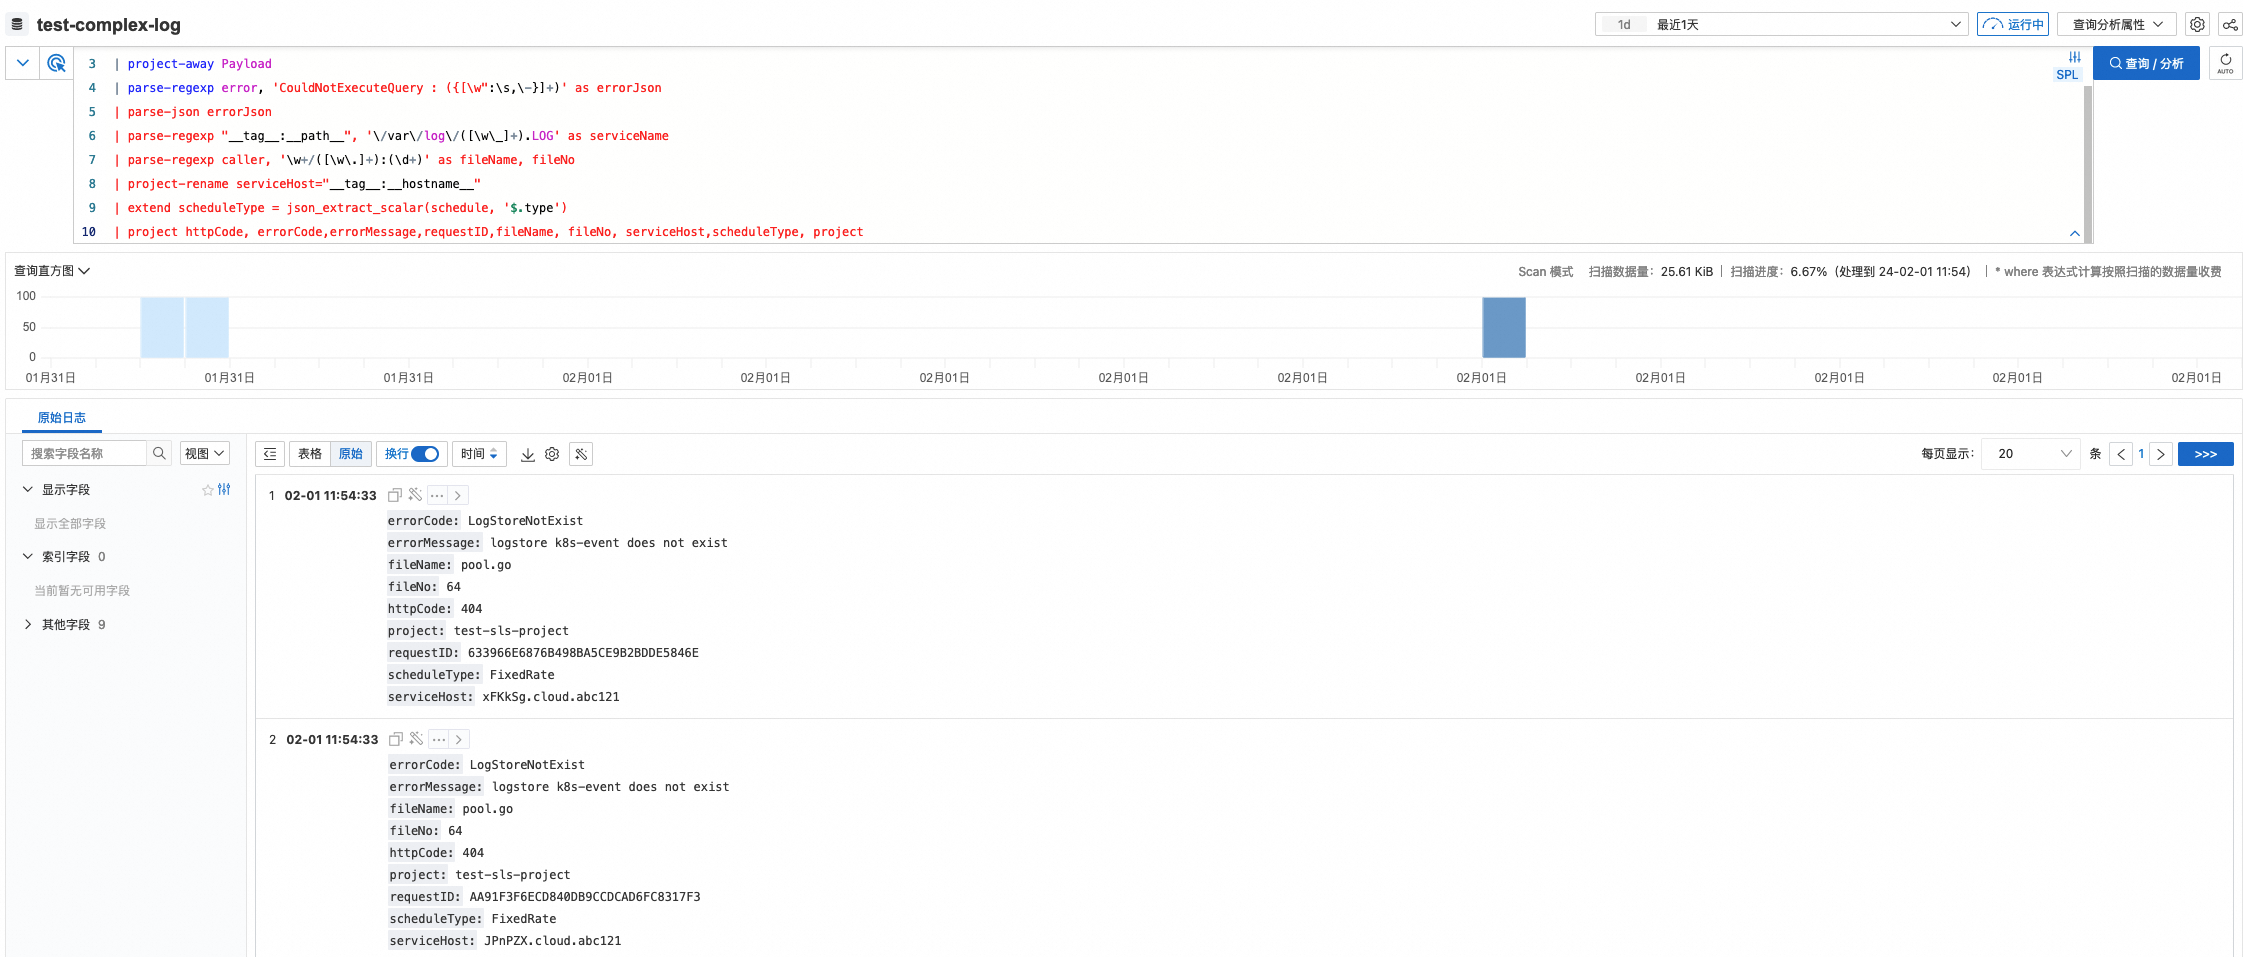 test-complex-log
1d 最近1天
运行中
查询分析属性
3 | project-away Payload
4 | parse-regexp error, 'CouldNotExecuteQuery : ({[\w":\s,\-}]+)' as errorJson
5 | parse-json errorJson
6 | parse-regexp "__tag__:__path__", '\/var\/log\/([\w\_]+).LOG' as serviceName
7 | parse-regexp caller, '\w+/([\w\.]+):(\d+)' as fileName, fileNo
8 | project-rename serviceHost="__tag__:__hostname__"
9 | extend scheduleType = json_extract_scalar(schedule, '$.type')
10 | project httpCode, errorCode,errorMessage,requestID,fileName, fileNo, serviceHost,scheduleType, project
SPL
查询 / 分析
AUTO
查询直方图
Scan 模式 扫描数据量: 25.61 KiB | 扫描进度: 6.67% (处理到 24-02-01 11:54) | * where 表达式计算按照扫描的数据量收费
100
50
0
01月31日 01月31日 01月31日 02月01日 02月01日 02月01日 02月01日 02月01日 02月01日 02月01日 02月01日 02月01日 02月01日
原始日志
搜索字段名称
视图
显示字段
显示全部字段
索引字段 0
当前暂无可用字段
其他字段 9
表格 原始 换行 时间
每页显示: 20 条 1 >>>
1 02-01 11:54:33
errorCode: LogStoreNotExist
errorMessage: logstore k8s-event does not exist
fileName: pool.go
fileNo: 64
httpCode: 404
project: test-sls-project
requestID: 633966E6876B498BA5CE9B2BDDE5846E
scheduleType: FixedRate
serviceHost: xFKkSg.cloud.abc121
2 02-01 11:54:33
errorCode: LogStoreNotExist
errorMessage: logstore k8s-event does not exist
fileName: pool.go
fileNo: 64
httpCode: 404
project: test-sls-project
requestID: AA91F3F6ECD840DB9CCDCAD6FC8317F3
scheduleType: FixedRate
serviceHost: JPnPZX.cloud.abc121